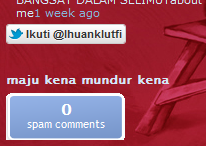 BANGSAT DALAM SELIMUTabout
me1 week ago
Ikuti @lhuanklutfi
maju kena mundur kena
0
spam comments